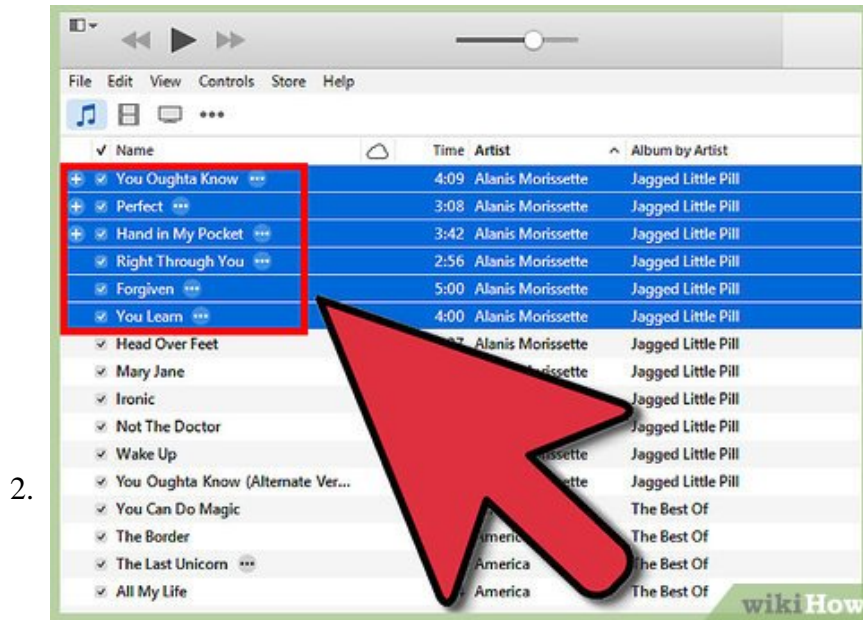 File Edit View Controls Store Help
✓ Name Time Artist Album by Artist
You Oughta Know 4:09 Alanis Morissette Jagged Little Pill
Perfect 3:08 Alanis Morissette Jagged Little Pill
Hand in My Pocket 3:42 Alanis Morissette Jagged Little Pill
Right Through You 2:56 Alanis Morissette Jagged Little Pill
Forgiven 5:00 Alanis Morissette Jagged Little Pill
You Learn 4:00 Alanis Morissette Jagged Little Pill
Head Over Feet Alanis Morissette Jagged Little Pill
Mary Jane Jagged Little Pill
Ironic Jagged Little Pill
Not The Doctor Jagged Little Pill
Wake Up Jagged Little Pill
2.
You Oughta Know (Alternate Ver... Jagged Little Pill
You Can Do Magic The Best Of
The Border The Best Of
The Last Unicorn America The Best Of
All My Life America The Best Of
wikiHow